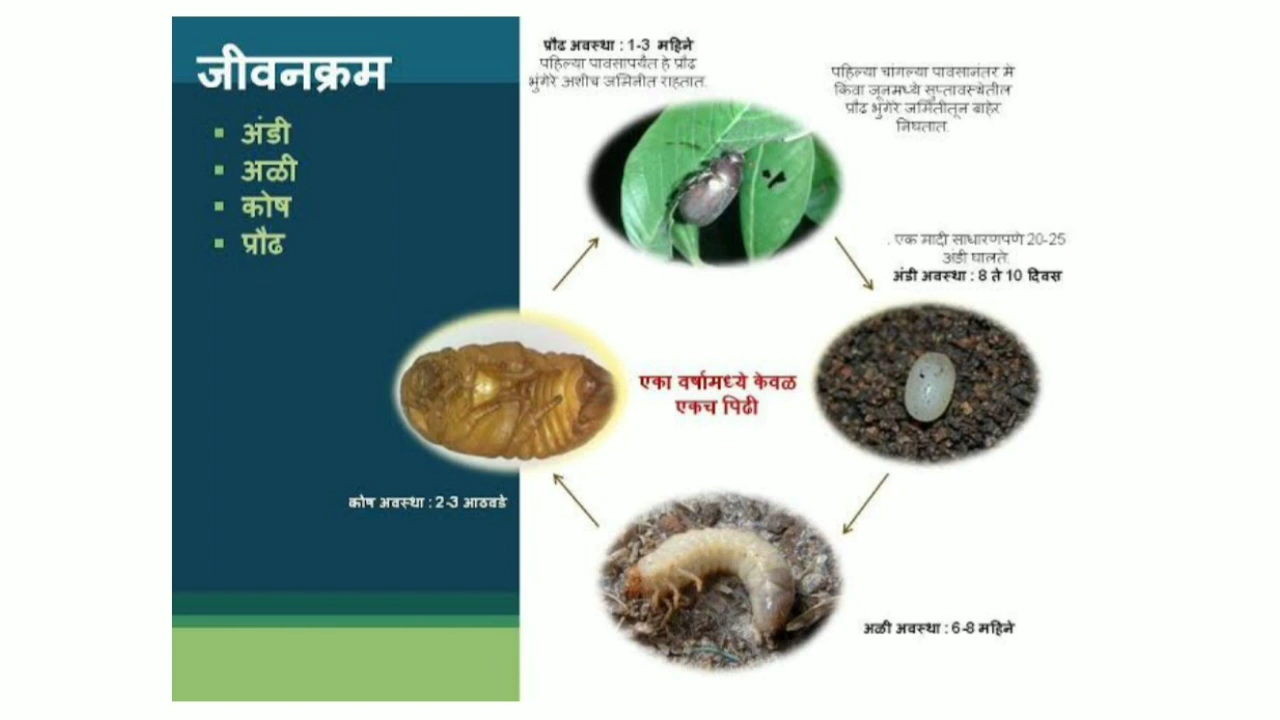 जीवनक्रम
▪ अंडी
▪ अळी
▪ कोष
▪ प्रौढ
प्रौढ अवस्था : 1-3 महिने
पहिल्या पावसापर्यंत हे प्रौढ
भुंगेरे अशीच जमिनीत राहतात.
पहिल्या चांगल्या पावसानंतर मे
किंवा जूनमध्ये सुप्तावस्थेतील
प्रौढ भुंगेरे जमितीतून बाहेर
निघतात.
. एक मादी साधारणपणे 20-25
अंडी घालते.
अंडी अवस्था : 8 ते 10 दिवस
एका वर्षामध्ये केवळ
एकच पिढी
कोष अवस्था : 2-3 आठवडे
अळी अवस्था : 6-8 महिने